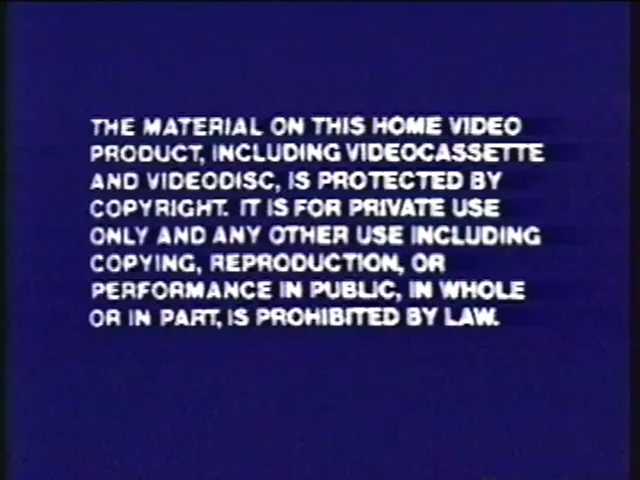 THE MATERIAL ON THIS HOME VIDEO
PRODUCT, INCLUDING VIDEOCASSETTE
AND VIDEODISC, IS PROTECTED BY
COPYRIGHT. IT IS FOR PRIVATE USE
ONLY AND ANY OTHER USE INCLUDING
COPYING, REPRODUCTION, OR
PERFORMANCE IN PUBLIC, IN WHOLE
OR IN PART, IS PROHIBITED BY LAW.